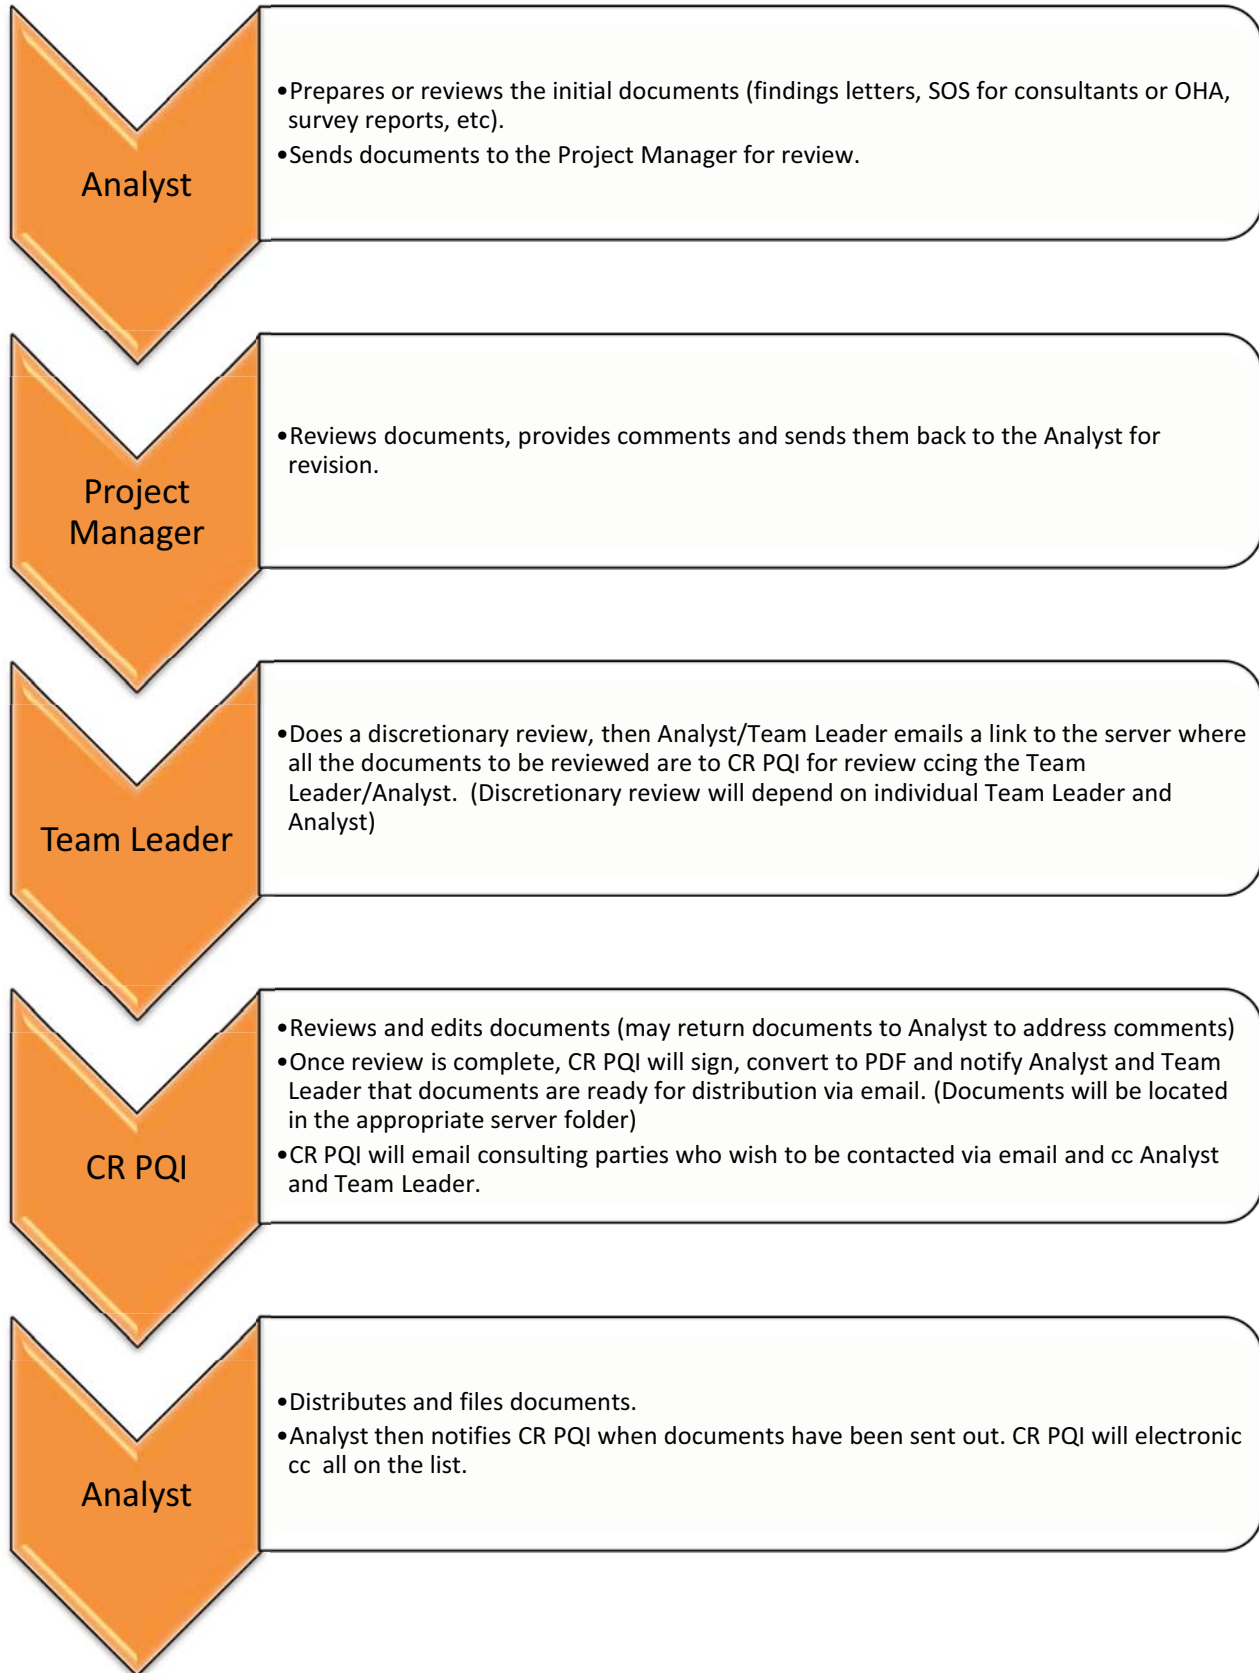 Analyst
•Prepares or reviews the initial documents (findings letters, SOS for consultants or OHA,
survey reports, etc).
•Sends documents to the Project Manager for review.
Project
Manager
•Reviews documents, provides comments and sends them back to the Analyst for
revision.
Team Leader
•Does a discretionary review, then Analyst/Team Leader emails a link to the server where
all the documents to be reviewed are to CR PQI for review ccing the Team
Leader/Analyst.  (Discretionary review will depend on individual Team Leader and
Analyst)
CR PQI
•Reviews and edits documents (may return documents to Analyst to address comments)
•Once review is complete, CR PQI will sign, convert to PDF and notify Analyst and Team
Leader that documents are ready for distribution via email. (Documents will be located
in the appropriate server folder)
•CR PQI will email consulting parties who wish to be contacted via email and cc Analyst
and Team Leader.
Analyst
•Distributes and files documents.
•Analyst then notifies CR PQI when documents have been sent out. CR PQI will electronic
cc  all on the list.